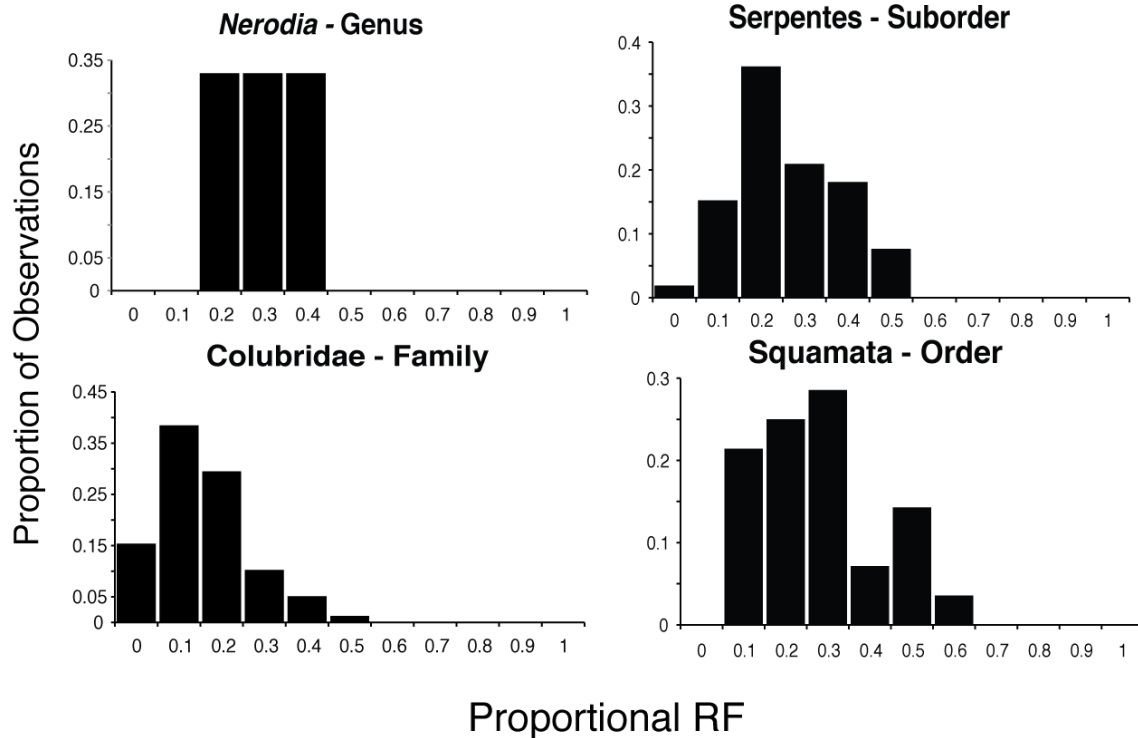 Nerodia - Genus
0.35
0.25
0.15
0.05
0
0 0.1 0.2 0.3 0.4 0.5 0.6 0.7 0.8 0.9 1
Serpentes - Suborder
0.4
0.3
0.2
0.1
0
0 0.1 0.2 0.3 0.4 0.5 0.6 0.7 0.8 0.9 1
Colubridae - Family
0.45
0.35
0.25
0.15
0.05
0
0 0.1 0.2 0.3 0.4 0.5 0.6 0.7 0.8 0.9 1
Squamata - Order
0.3
0.2
0.1
0
0 0.1 0.2 0.3 0.4 0.5 0.6 0.7 0.8 0.9 1
Proportion of Observations
Proportional RF